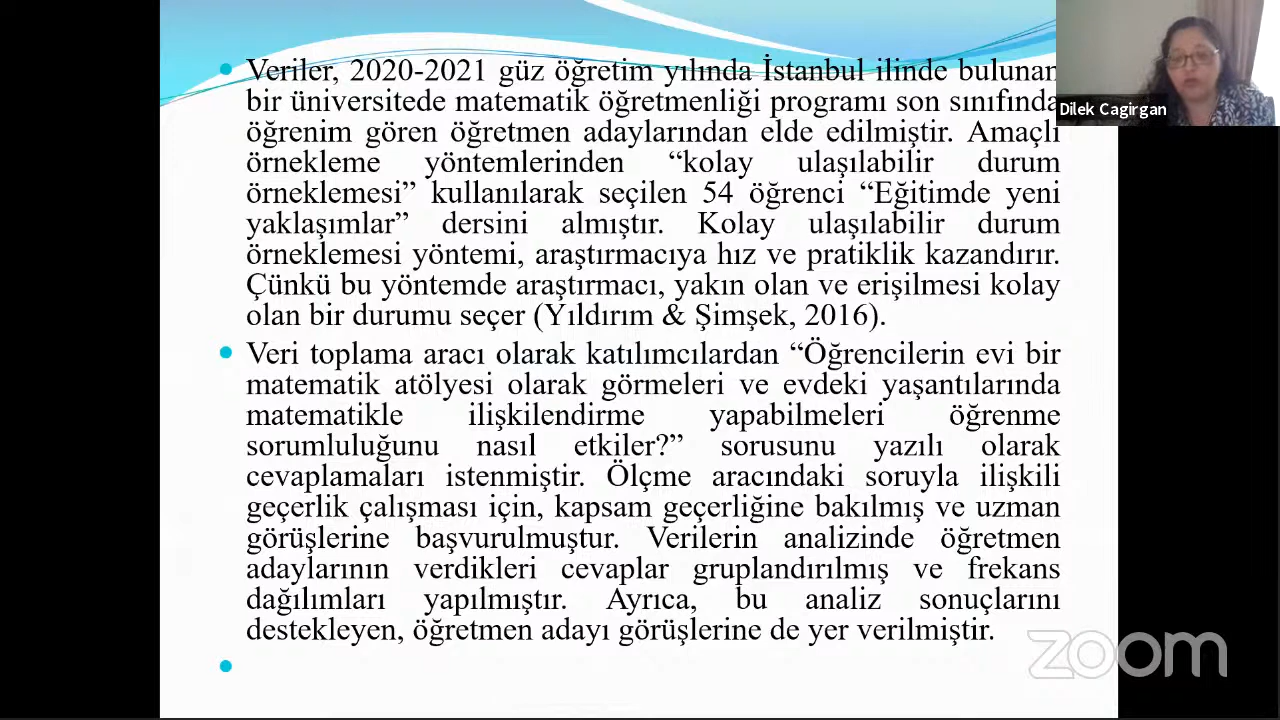 Veriler, 2020-2021 güz öğretim yılında İstanbul ilinde bulunan
bir üniversitede matematik öğretmenliği programı son sınıfında
öğrenim gören öğretmen adaylarından elde edilmiştir. Amaçlı
örnekleme yöntemlerinden “kolay ulaşılabilir durum
örneklemesi” kullanılarak seçilen 54 öğrenci “Eğitimde yeni
yaklaşımlar” dersini almıştır. Kolay ulaşılabilir durum
örneklemesi yöntemi, araştırmacıya hız ve pratiklik kazandırır.
Çünkü bu yöntemde araştırmacı, yakın olan ve erişilmesi kolay
olan bir durumu seçer (Yıldırım & Şimşek, 2016).
Veri toplama aracı olarak katılımcılardan “Öğrencilerin evi bir
matematik atölyesi olarak görmeleri ve evdeki yaşantılarında
matematikle ilişkilendirme yapabilmeleri öğrenme
sorumluluğunu nasıl etkiler?” sorusunu yazılı olarak
cevaplamaları istenmiştir. Ölçme aracındaki soruyla ilişkili
geçerlik çalışması için, kapsam geçerliğine bakılmış ve uzman
görüşlerine başvurulmuştur. Verilerin analizinde öğretmen
adaylarının verdikleri cevaplar gruplandırılmış ve frekans
dağılımları yapılmıştır. Ayrıca, bu analiz sonuçlarını
destekleyen, öğretmen adayı görüşlerine de yer verilmiştir.
Dilek Cagirgan
zoom